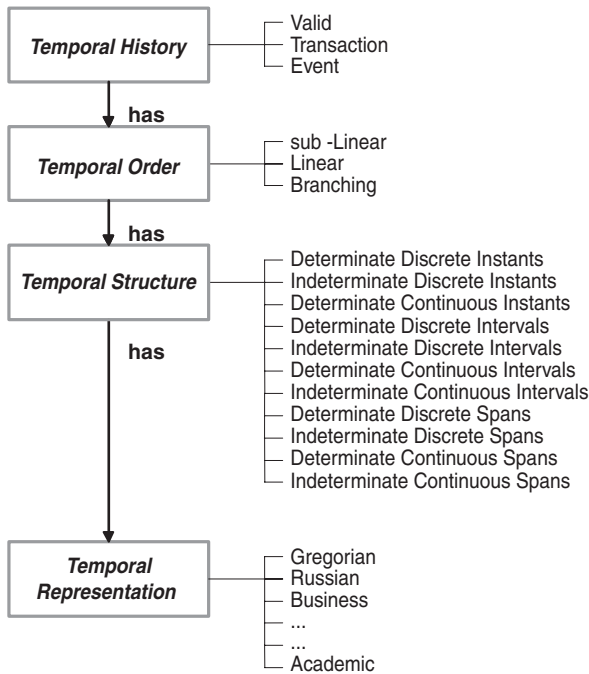 Temporal History
Valid
Transaction
Event
has
Temporal Order
sub -Linear
Linear
Branching
has
Temporal Structure
Determinate Discrete Instants
Indeterminate Discrete Instants
Determinate Continuous Instants
Determinate Discrete Intervals
Indeterminate Discrete Intervals
Determinate Continuous Intervals
Indeterminate Continuous Intervals
Determinate Discrete Spans
Indeterminate Discrete Spans
Determinate Continuous Spans
Indeterminate Continuous Spans
has
Temporal
Representation
Gregorian
Russian
Business
...
...
Academic